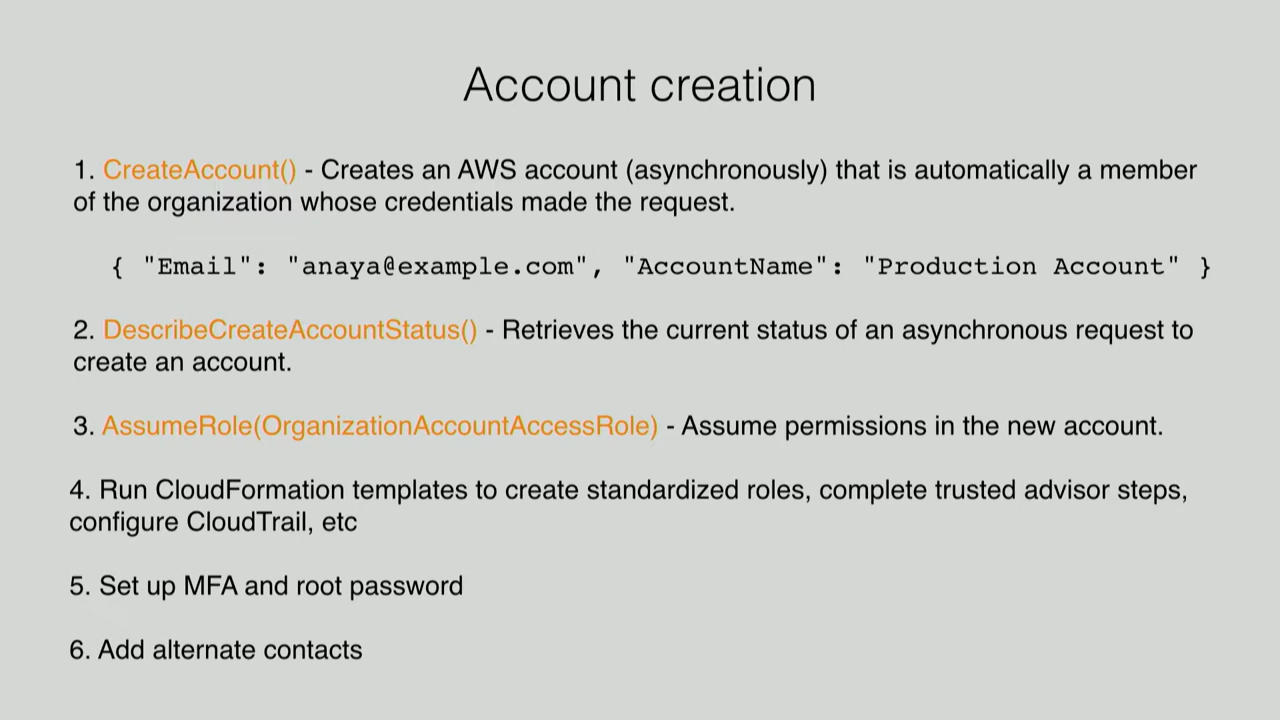 Account creation
1. CreateAccount() - Creates an AWS account (asynchronously) that is automatically a member
of the organization whose credentials made the request.
{ "Email": "anaya@example.com", "AccountName": "Production Account" }
2. DescribeCreateAccountStatus() - Retrieves the current status of an asynchronous request to
create an account.
3. AssumeRole(OrganizationAccountAccessRole) - Assume permissions in the new account.
4. Run CloudFormation templates to create standardized roles, complete trusted advisor steps,
configure CloudTrail, etc
5. Set up MFA and root password
6. Add alternate contacts